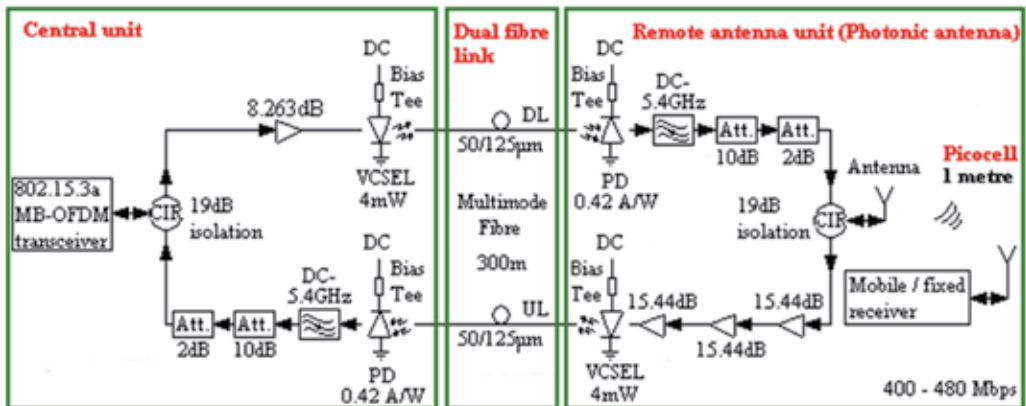 Central unit
8.263dB
DC
Bias
Tee
VCSEL
4mW
802.15.3a
MB-OFDM
transceiver
CIR
19dB
isolation
DC
Bias
Tee
DC-
5.4GHz
Att.
2dB
Att.
10dB
PD
0.42 A/W
Dual fibre
link
DL
50/125µm
Multimode
Fibre
300m
UL
50/125µm
Remote antenna unit (Photonic antenna)
DC
Bias
Tee
DC-
5.4GHz
Att.
10dB
Att.
2dB
PD
0.42 A/W
Antenna
Picocell
1 metre
19dB
isolation
CIR
DC
Bias
Tee
15.44dB
15.44dB
15.44dB
VCSEL
4mW
Mobile / fixed
receiver
400 - 480 Mbps